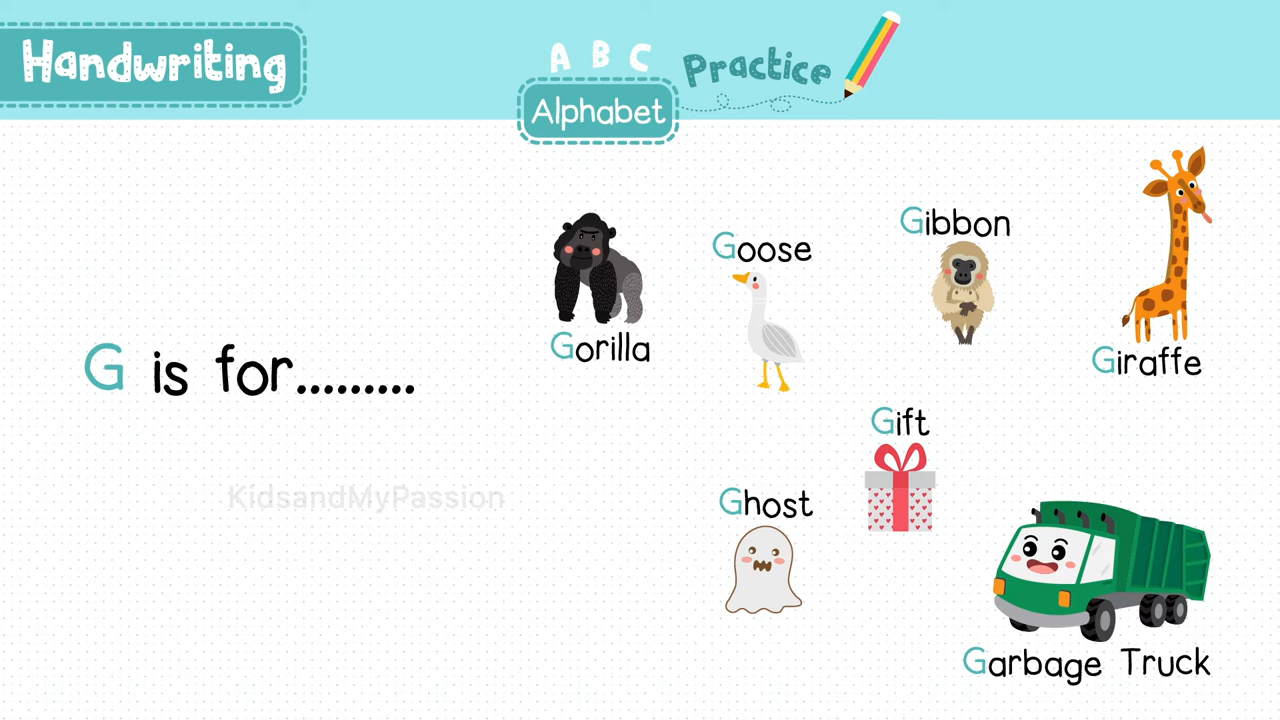 Handwriting
A B C
Alphabet
Practice
G is for.........
Gorilla
Goose
Gibbon
Giraffe
Gift
Ghost
Garbage Truck
KidsandMyPassion